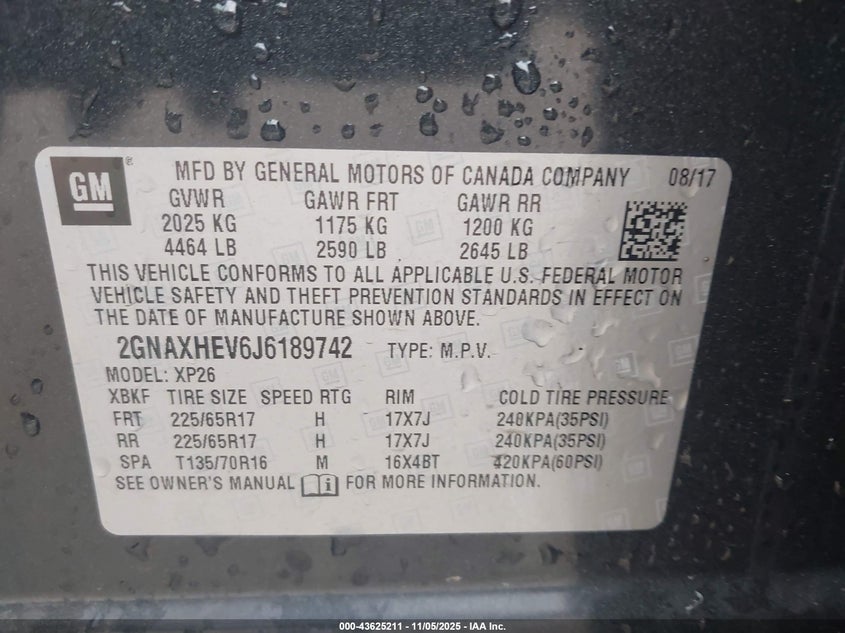 GM ® MFD BY GENERAL MOTORS OF CANADA COMPANY 08/17
GVWR GAWR FRT GAWR RR
2025 KG 1175 KG 1200 KG
4464 LB 2590 LB 2645 LB
THIS VEHICLE CONFORMS TO ALL APPLICABLE U.S. FEDERAL MOTOR
VEHICLE SAFETY AND THEFT PREVENTION STANDARDS IN EFFECT ON
THE DATE OF MANUFACTURE SHOWN ABOVE.
2GNAXHEV6J6189742 TYPE: M.P.V.
MODEL: XP26
XBKF TIRE SIZE SPEED RTG RIM COLD TIRE PRESSURE
FRT 225/65R17 H 17X7J 240KPA(35PSI)
RR 225/65R17 H 17X7J 240KPA(35PSI)
SPA T135/70R16 M 16X4BT 420KPA(60PSI)
SEE OWNER'S MANUAL i FOR MORE INFORMATION.
000-43625211 - 11/05/2025 - IAA Inc.